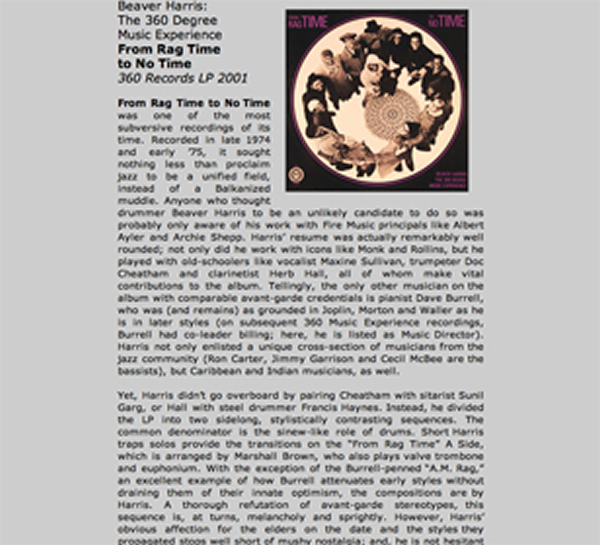 Beaver Harris:
The 360 Degree
Music Experience
From Rag Time
to No Time
360 Records LP 2001
RAG TIME
NO TIME
From Rag Time to No Time
was one of the most
subversive recordings of its
time. Recorded in late 1974
and early '75, it sought
nothing less than proclaim
jazz to be a unified field,
instead of a Balkanized
muddle. Anyone who thought
drummer Beaver Harris to be an unlikely candidate to do so was
probably only aware of his work with Fire Music principals like Albert
Ayler and Archie Shepp. Harris' resume was actually remarkably well
rounded; not only did he work with icons like Monk and Rollins, but he
played with old-schoolers like vocalist Maxine Sullivan, trumpeter Doc
Cheatham and clarinetist Herb Hall, all of whom make vital
contributions to the album. Tellingly, the only other musician on the
album with comparable avant-garde credentials is pianist Dave Burrell,
who was (and remains) as grounded in Joplin, Morton and Waller as he
is in later styles (on subsequent 360 Music Experience recordings,
Burrell had co-leader billing; here, he is listed as Music Director).
Harris not only enlisted a unique cross-section of musicians from the
jazz community (Ron Carter, Jimmy Garrison and Cecil McBee are the
bassists), but Caribbean and Indian musicians, as well.
Yet, Harris didn't go overboard by pairing Cheatham with sitarist Sunil
Garg, or Hall with steel drummer Francis Haynes. Instead, he divided
the LP into two sidelong, stylistically contrasting sequences. The
common denominator is the sinew-like role of drums. Short Harris
traps solos provide the transitions on the "From Rag Time" A Side,
which is arranged by Marshall Brown, who also plays valve trombone
and euphonium. With the exception of the Burrell-penned "A.M. Rag,"
an excellent example of how Burrell attenuates early styles without
draining them of their innate optimism, the compositions are by
Harris. A thorough refutation of avant-garde stereotypes, this
sequence is, at turns, melancholy and sprightly. However, Harris'
obvious affection for the elders on the date and the styles they
propagated stops well short of mushy nostalgia; and, he is not hesitant